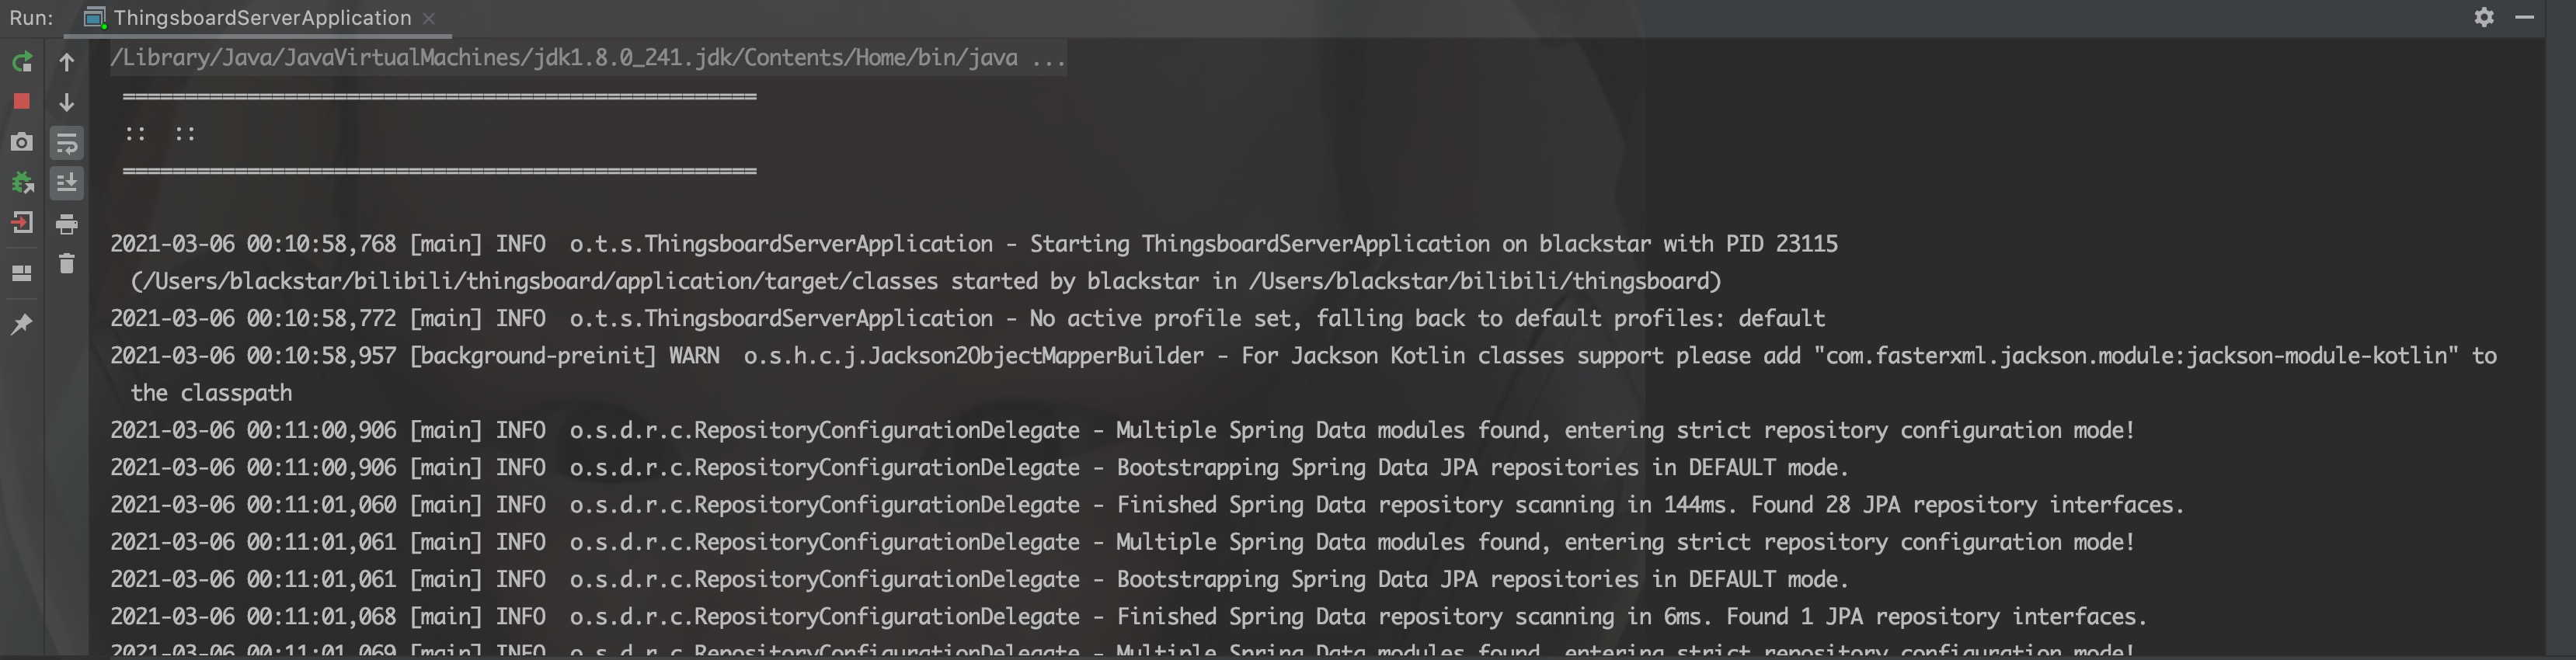 Run: ThingsboardServerApplication
/Library/Java/JavaVirtualMachines/jdk1.8.0_241.jdk/Contents/Home/bin/java ...
===================================================
:: ::
===================================================
2021-03-06 00:10:58,768 [main] INFO o.t.s.ThingsboardServerApplication - Starting ThingsboardServerApplication on blackstar with PID 23115
(/Users/blackstar/bilibili/thingsboard/application/target/classes started by blackstar in /Users/blackstar/bilibili/thingsboard)
2021-03-06 00:10:58,772 [main] INFO o.t.s.ThingsboardServerApplication - No active profile set, falling back to default profiles: default
2021-03-06 00:10:58,957 [background-preinit] WARN o.s.h.c.j.Jackson2ObjectMapperBuilder - For Jackson Kotlin classes support please add "com.fasterxml.jackson.module:jackson-module-kotlin" to
the classpath
2021-03-06 00:11:00,906 [main] INFO o.s.d.r.c.RepositoryConfigurationDelegate - Multiple Spring Data modules found, entering strict repository configuration mode!
2021-03-06 00:11:00,906 [main] INFO o.s.d.r.c.RepositoryConfigurationDelegate - Bootstrapping Spring Data JPA repositories in DEFAULT mode.
2021-03-06 00:11:01,060 [main] INFO o.s.d.r.c.RepositoryConfigurationDelegate - Finished Spring Data repository scanning in 144ms. Found 28 JPA repository interfaces.
2021-03-06 00:11:01,061 [main] INFO o.s.d.r.c.RepositoryConfigurationDelegate - Multiple Spring Data modules found, entering strict repository configuration mode!
2021-03-06 00:11:01,061 [main] INFO o.s.d.r.c.RepositoryConfigurationDelegate - Bootstrapping Spring Data JPA repositories in DEFAULT mode.
2021-03-06 00:11:01,068 [main] INFO o.s.d.r.c.RepositoryConfigurationDelegate - Finished Spring Data repository scanning in 6ms. Found 1 JPA repository interfaces.
2021-03-06 00:11:01,069 [main] INFO o.s.d.r.c.RepositoryConfigurationDelegate - Multiple Spring Data modules found, entering strict repository configuration mode!